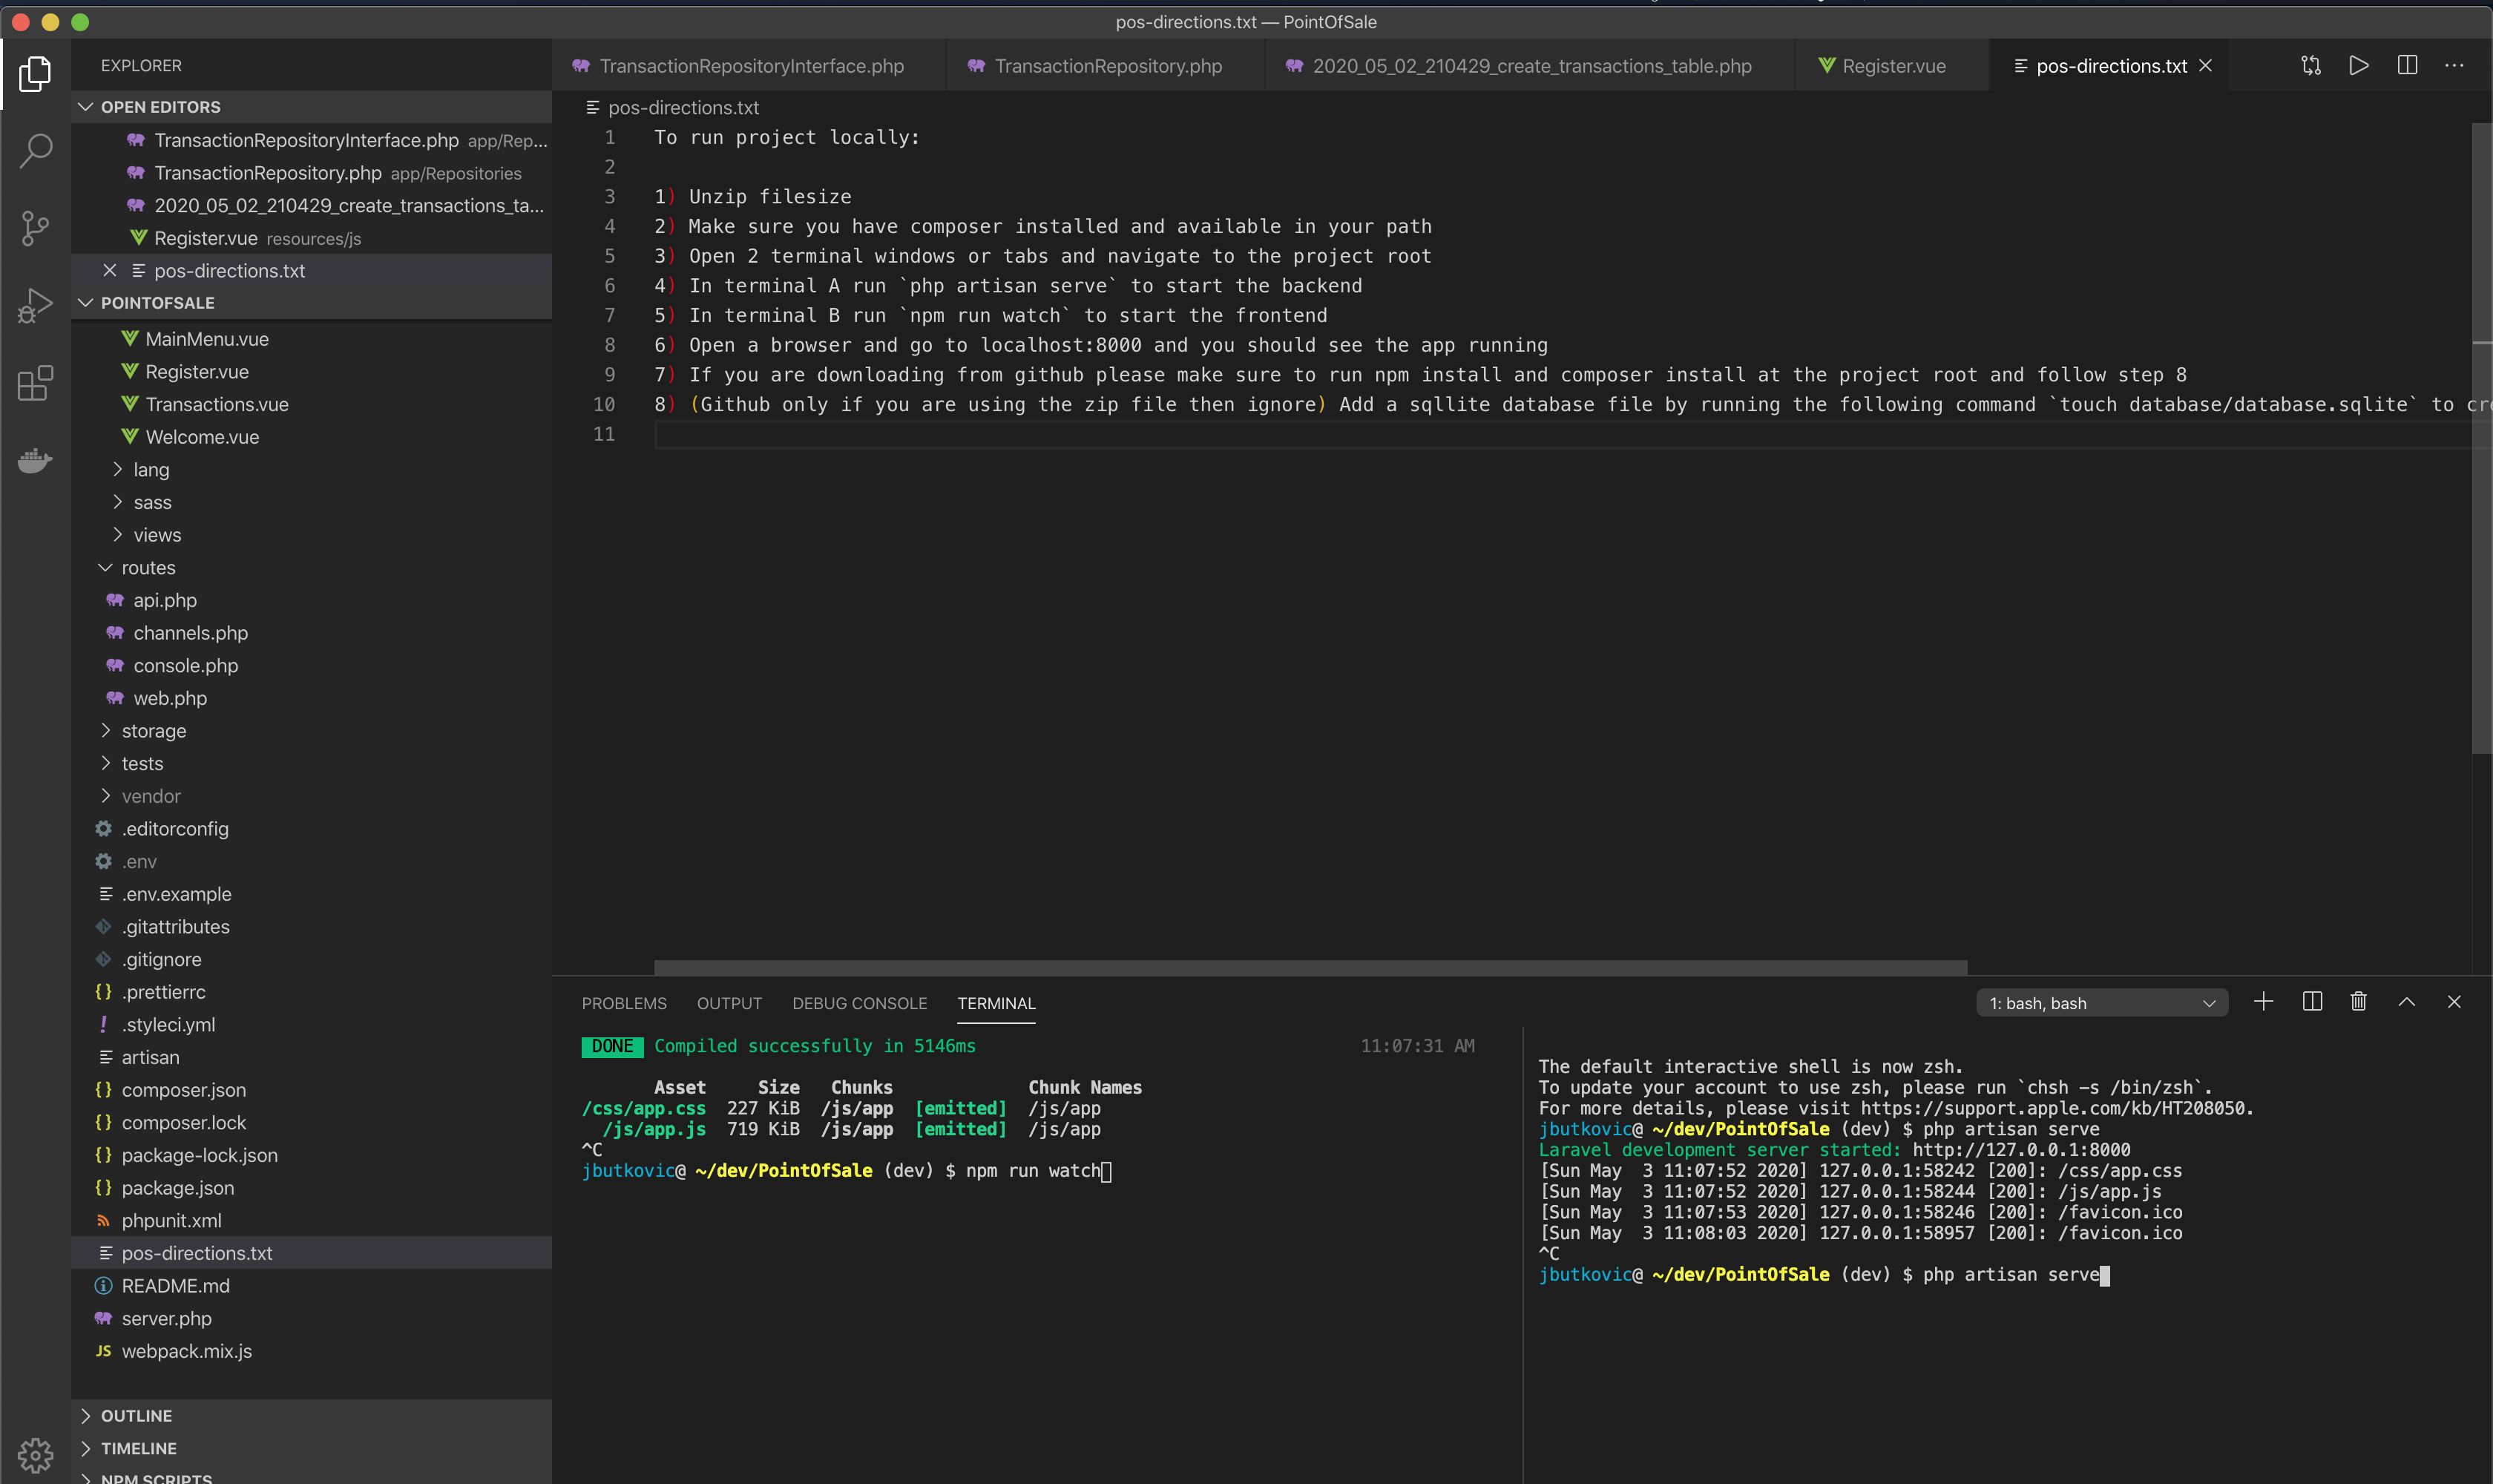 pos-directions.txt — PointOfSale
EXPLORER
OPEN EDITORS
TransactionRepositoryInterface.php app/Rep...
TransactionRepository.php app/Repositories
2020_05_02_210429_create_transactions_ta...
Register.vue resources/js
pos-directions.txt
POINTOFSALE
MainMenu.vue
Register.vue
Transactions.vue
Welcome.vue
lang
sass
views
routes
api.php
channels.php
console.php
web.php
storage
tests
vendor
.editorconfig
.env
.env.example
.gitattributes
.gitignore
.prettierrc
.styleci.yml
artisan
composer.json
composer.lock
package-lock.json
package.json
phpunit.xml
pos-directions.txt
README.md
server.php
JS webpack.mix.js
OUTLINE
TIMELINE
NPM SCRIPTS
TransactionRepositoryInterface.php TransactionRepository.php 2020_05_02_210429_create_transactions_table.php Register.vue pos-directions.txt
pos-directions.txt
1 To run project locally:
2
3 1) Unzip filesize
4 2) Make sure you have composer installed and available in your path
5 3) Open 2 terminal windows or tabs and navigate to the project root
6 4) In terminal A run `php artisan serve` to start the backend
7 5) In terminal B run `npm run watch` to start the frontend
8 6) Open a browser and go to localhost:8000 and you should see the app running
9 7) If you are downloading from github please make sure to run npm install and composer install at the project root and follow step 8
10 8) (Github only if you are using the zip file then ignore) Add a sqllite database file by running the following command `touch database/database.sqlite` to cre
11
PROBLEMS OUTPUT DEBUG CONSOLE TERMINAL
1: bash, bash
DONE Compiled successfully in 5146ms 11:07:31 AM
Asset Size Chunks Chunk Names
/css/app.css 227 KiB /js/app [emitted] /js/app
/js/app.js 719 KiB /js/app [emitted] /js/app
^C
jbutkovic@ ~/dev/PointOfSale (dev) $ npm run watch
The default interactive shell is now zsh.
To update your account to use zsh, please run `chsh -s /bin/zsh`.
For more details, please visit https://support.apple.com/kb/HT208050.
jbutkovic@ ~/dev/PointOfSale (dev) $ php artisan serve
Laravel development server started: http://127.0.0.1:8000
[Sun May  3 11:07:52 2020] 127.0.0.1:58242 [200]: /css/app.css
[Sun May  3 11:07:52 2020] 127.0.0.1:58244 [200]: /js/app.js
[Sun May  3 11:07:53 2020] 127.0.0.1:58246 [200]: /favicon.ico
[Sun May  3 11:08:03 2020] 127.0.0.1:58957 [200]: /favicon.ico
^C
jbutkovic@ ~/dev/PointOfSale (dev) $ php artisan serve